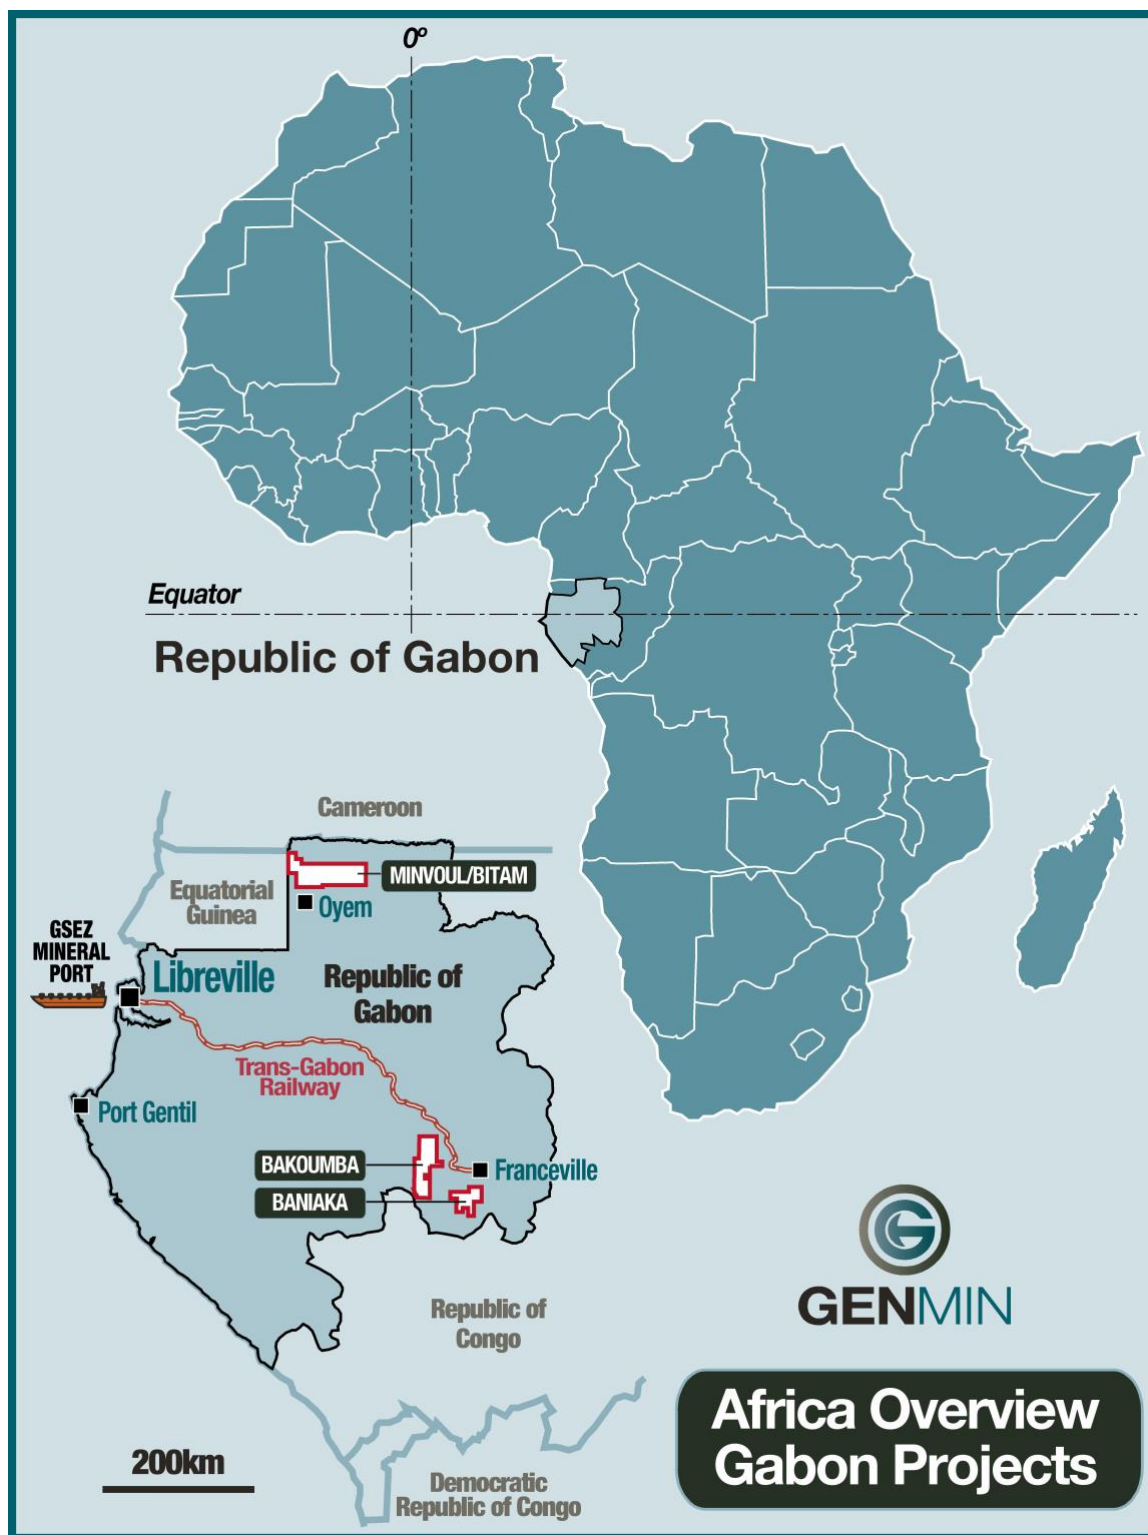 0º
Equator
Republic of Gabon
Cameroon
MINVOUL/BITAM
Equatorial
Guinea
Oyem
GSEZ
MINERAL
PORT
Libreville
Republic of
Gabon
Trans-Gabon
Railway
Port Gentil
BAKOUMBA
Franceville
BANIAKA
Republic of
Congo
G
GENMIN
200km
Democratic
Republic of Congo
Africa Overview
Gabon Projects